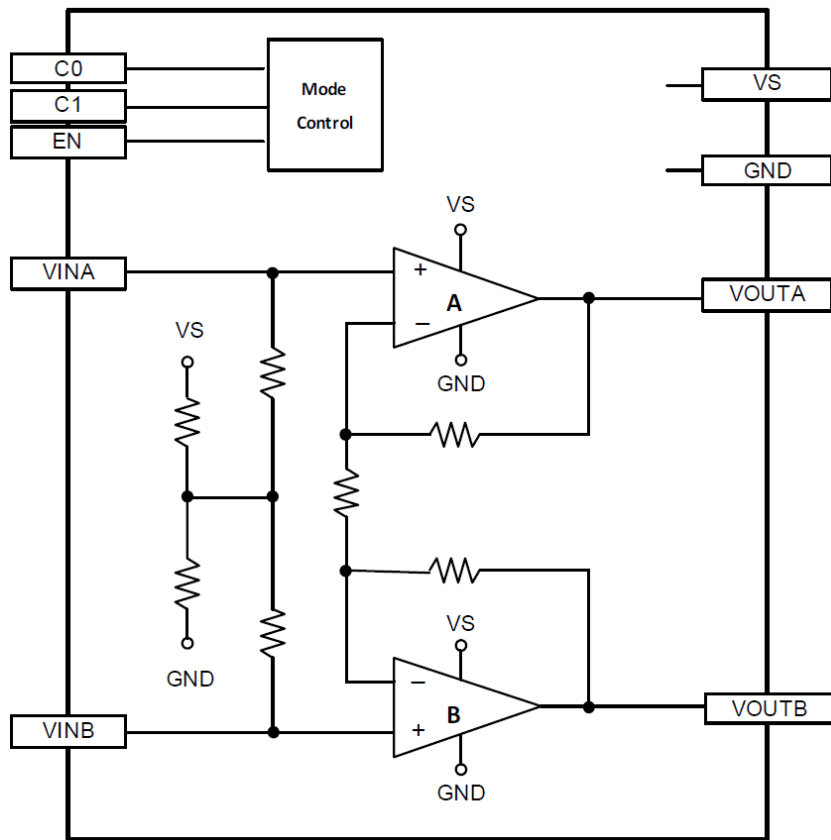 C0
C1
EN
Mode
Control
VS
GND
VINA
VS
+
A
−
GND
VOUTA
VS
GND
VS
−
B
+
GND
VINB
VOUTB